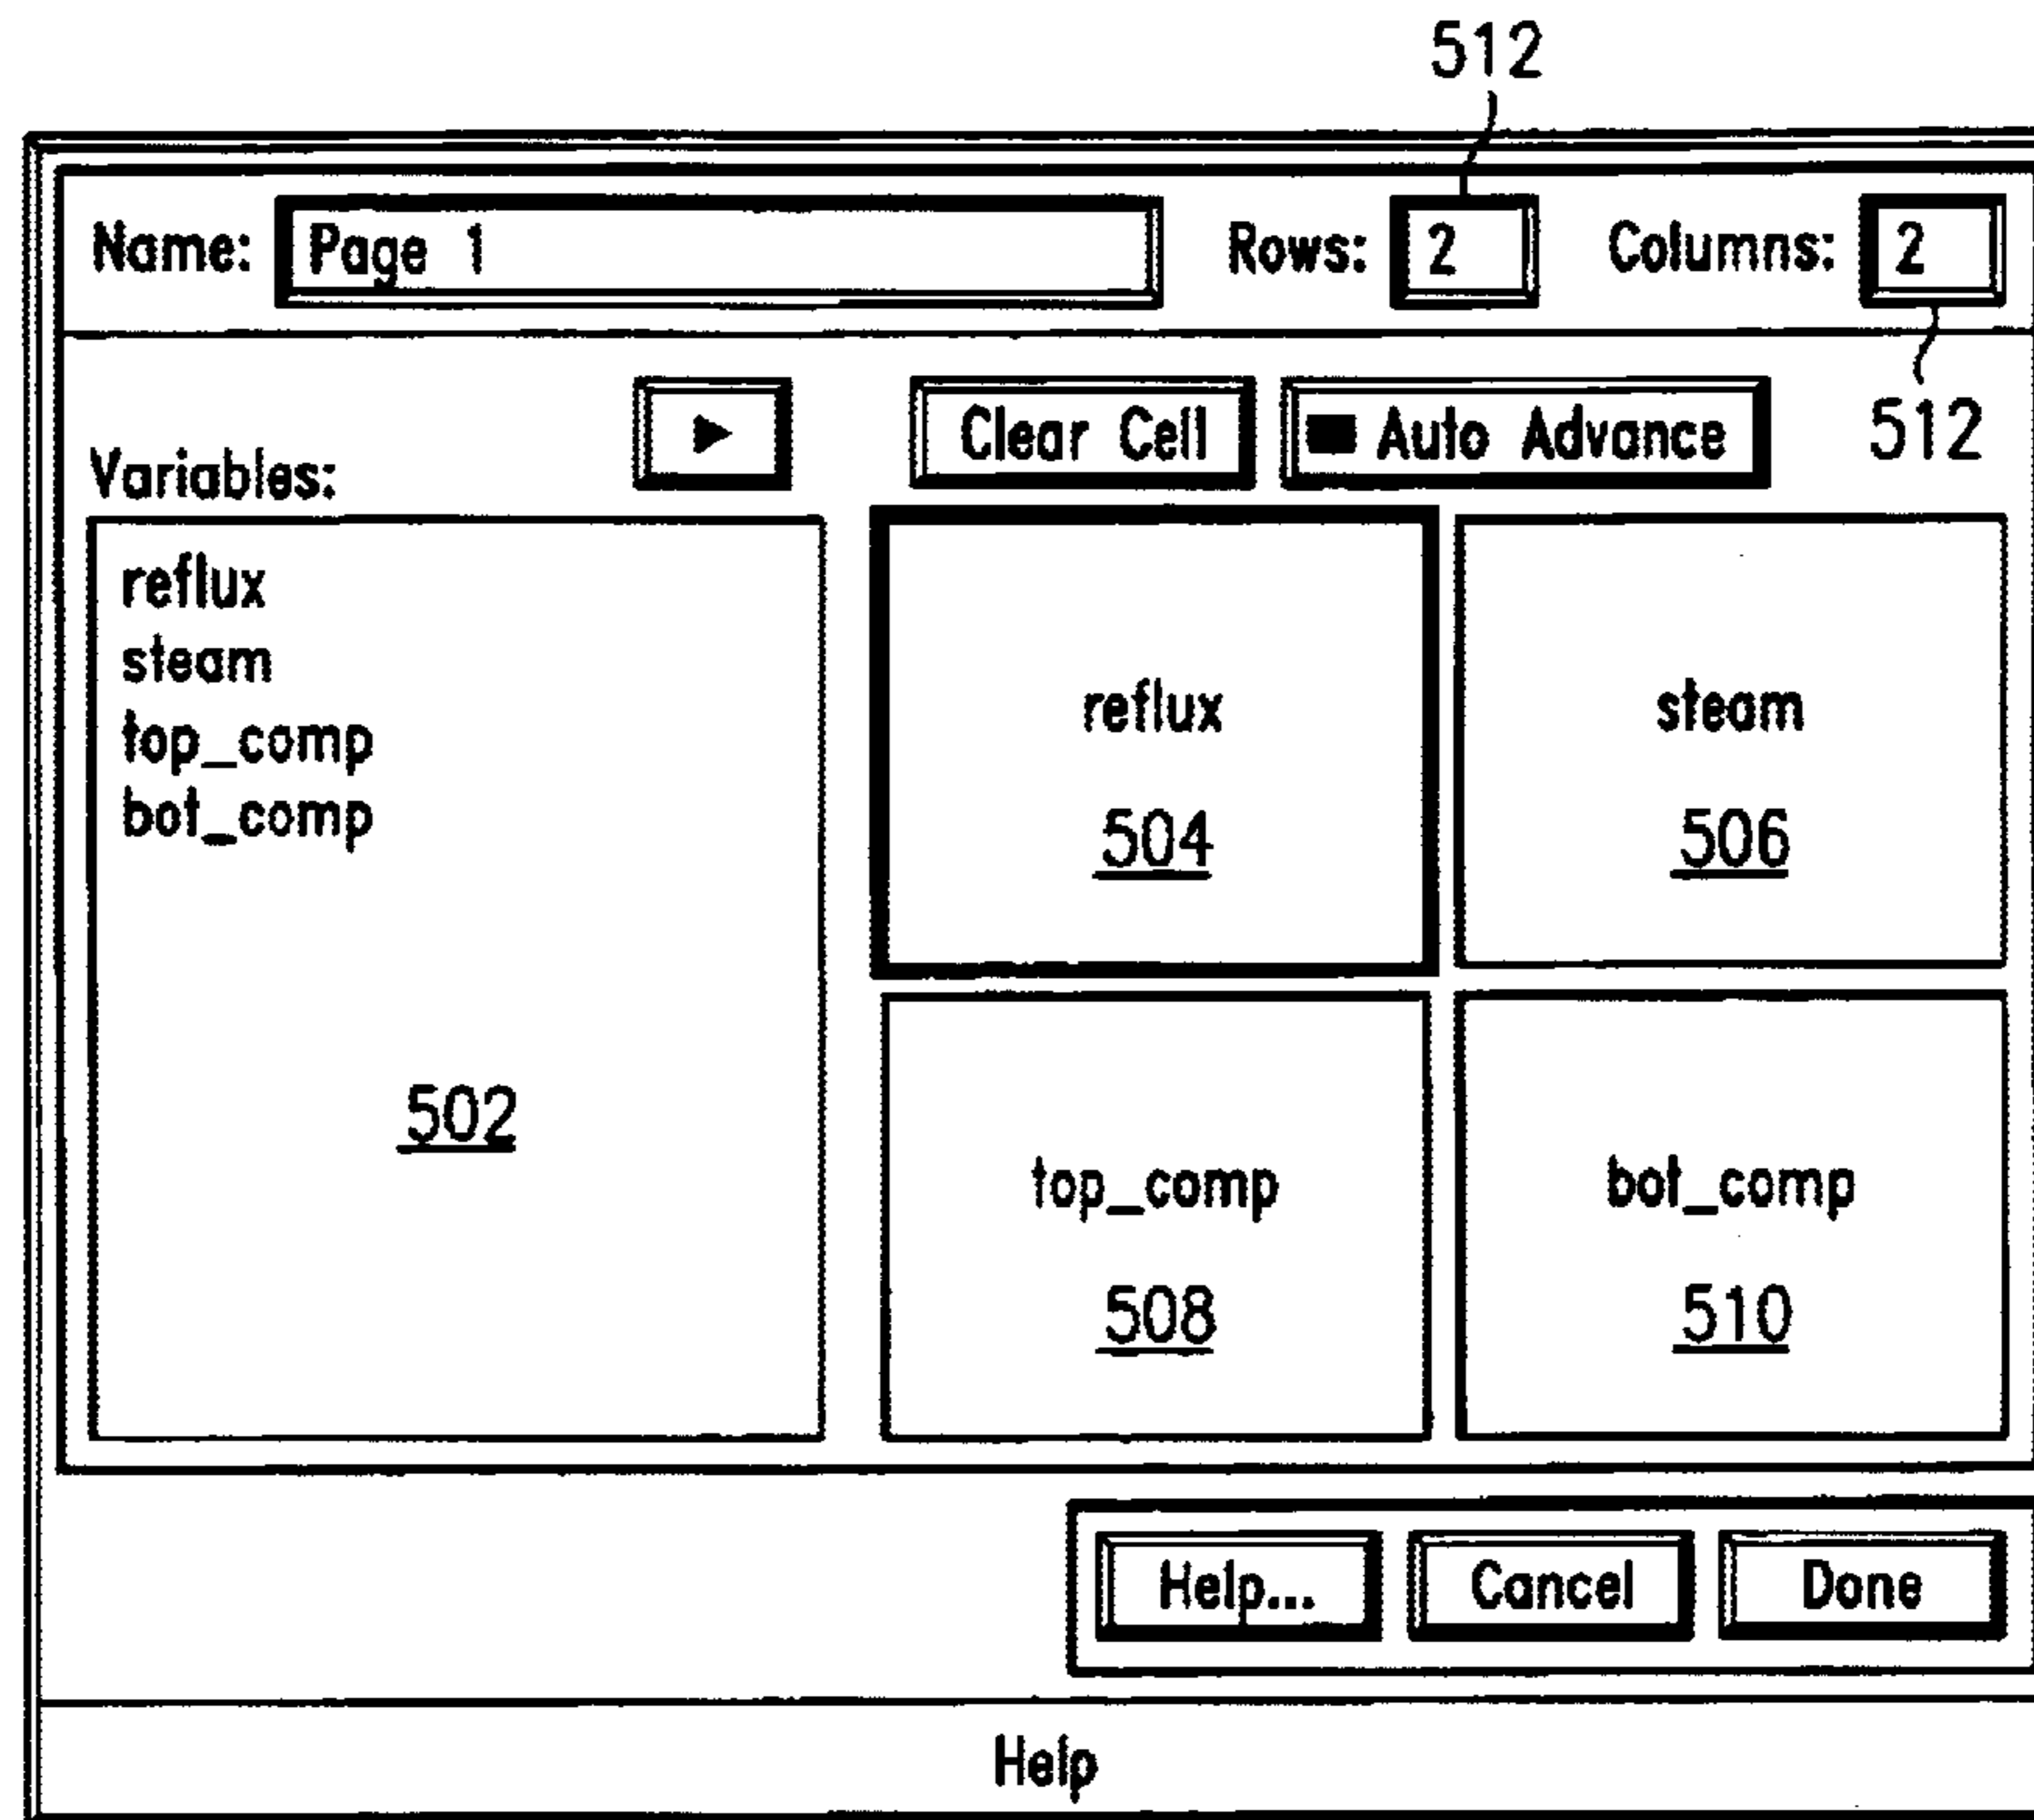 512
Name: Page 1 Rows: 2 Columns: 2
512
Clear Cell Auto Advance
Variables:
reflux
steam
top_comp
bot_comp
502
reflux
504
steam
506
top_comp
508
bot_comp
510
Help... Cancel Done
Help